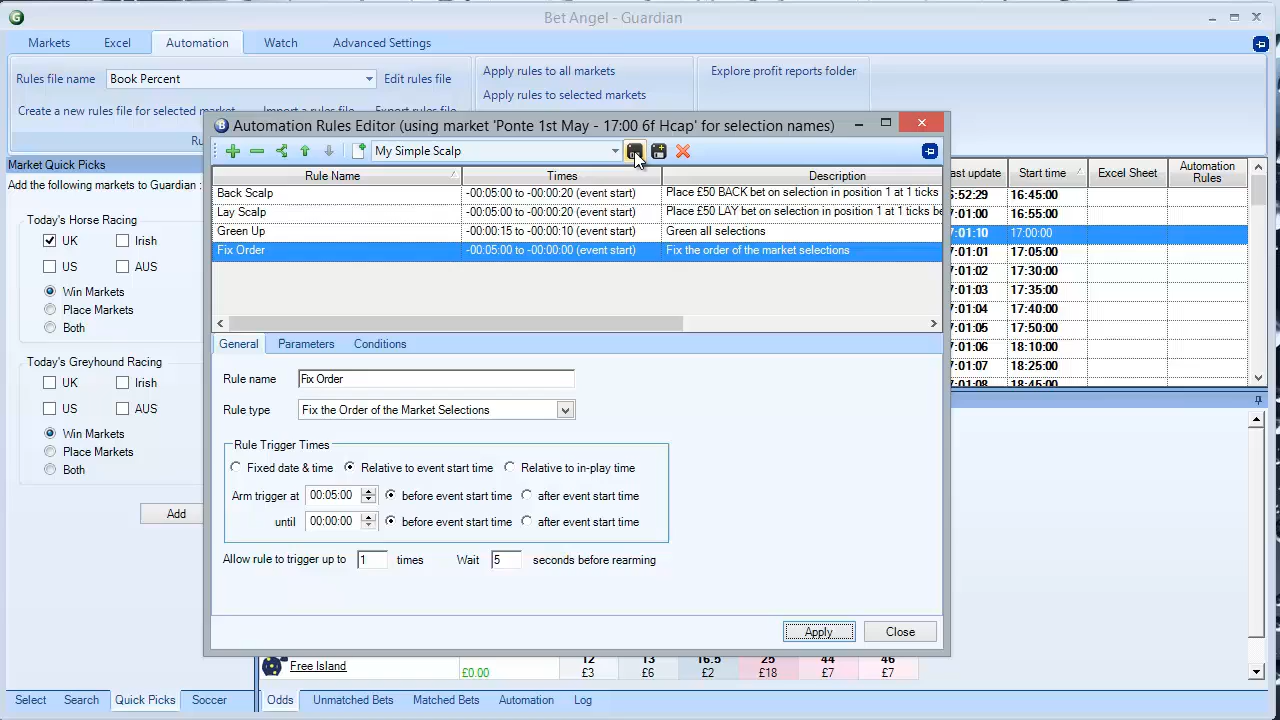 Bet Angel - Guardian
Markets Excel Automation Watch Advanced Settings
Rules file name Book Percent Edit rules file
Apply rules to all markets
Explore profit reports folder
Apply rules to selected markets
Create a new rules file for selected market Import a rules file Export rules file
Automation Rules Editor (using market 'Ponte 1st May - 17:00 6f Hcap' for selection names)
My Simple Scalp
Market Quick Picks
Add the following markets to Guardian :
Today's Horse Racing
UK Irish
US AUS
Win Markets
Place Markets
Both
Today's Greyhound Racing
UK Irish
US AUS
Win Markets
Place Markets
Both
Add
Rule Name Times Description
Back Scalp -00:05:00 to -00:00:20 (event start) Place £50 BACK bet on selection in position 1 at 1 ticks
Lay Scalp -00:05:00 to -00:00:20 (event start) Place £50 LAY bet on selection in position 1 at 1 ticks be
Green Up -00:00:15 to -00:00:10 (event start) Green all selections
Fix Order -00:05:00 to -00:00:00 (event start) Fix the order of the market selections
General Parameters Conditions
Rule name Fix Order
Rule type Fix the Order of the Market Selections
Rule Trigger Times
Fixed date & time Relative to event start time Relative to in-play time
Arm trigger at 00:05:00 before event start time after event start time
until 00:00:00 before event start time after event start time
Allow rule to trigger up to 1 times Wait 5 seconds before rearming
Apply Close
ast update Start time Excel Sheet Automation Rules
5:52:29 16:45:00
7:01:00 16:55:00
7:01:10 17:00:00
7:01:01 17:05:00
7:01:02 17:30:00
7:01:03 17:35:00
7:01:04 17:40:00
7:01:05 17:50:00
7:01:06 18:10:00
7:01:07 18:25:00
7:01:08 18:45:00
Free Island 12 13 16.5 25 44 46
£0.00 £3 £6 £2 £18 £7 £7
Select Search Quick Picks Soccer
Odds Unmatched Bets Matched Bets Automation Log